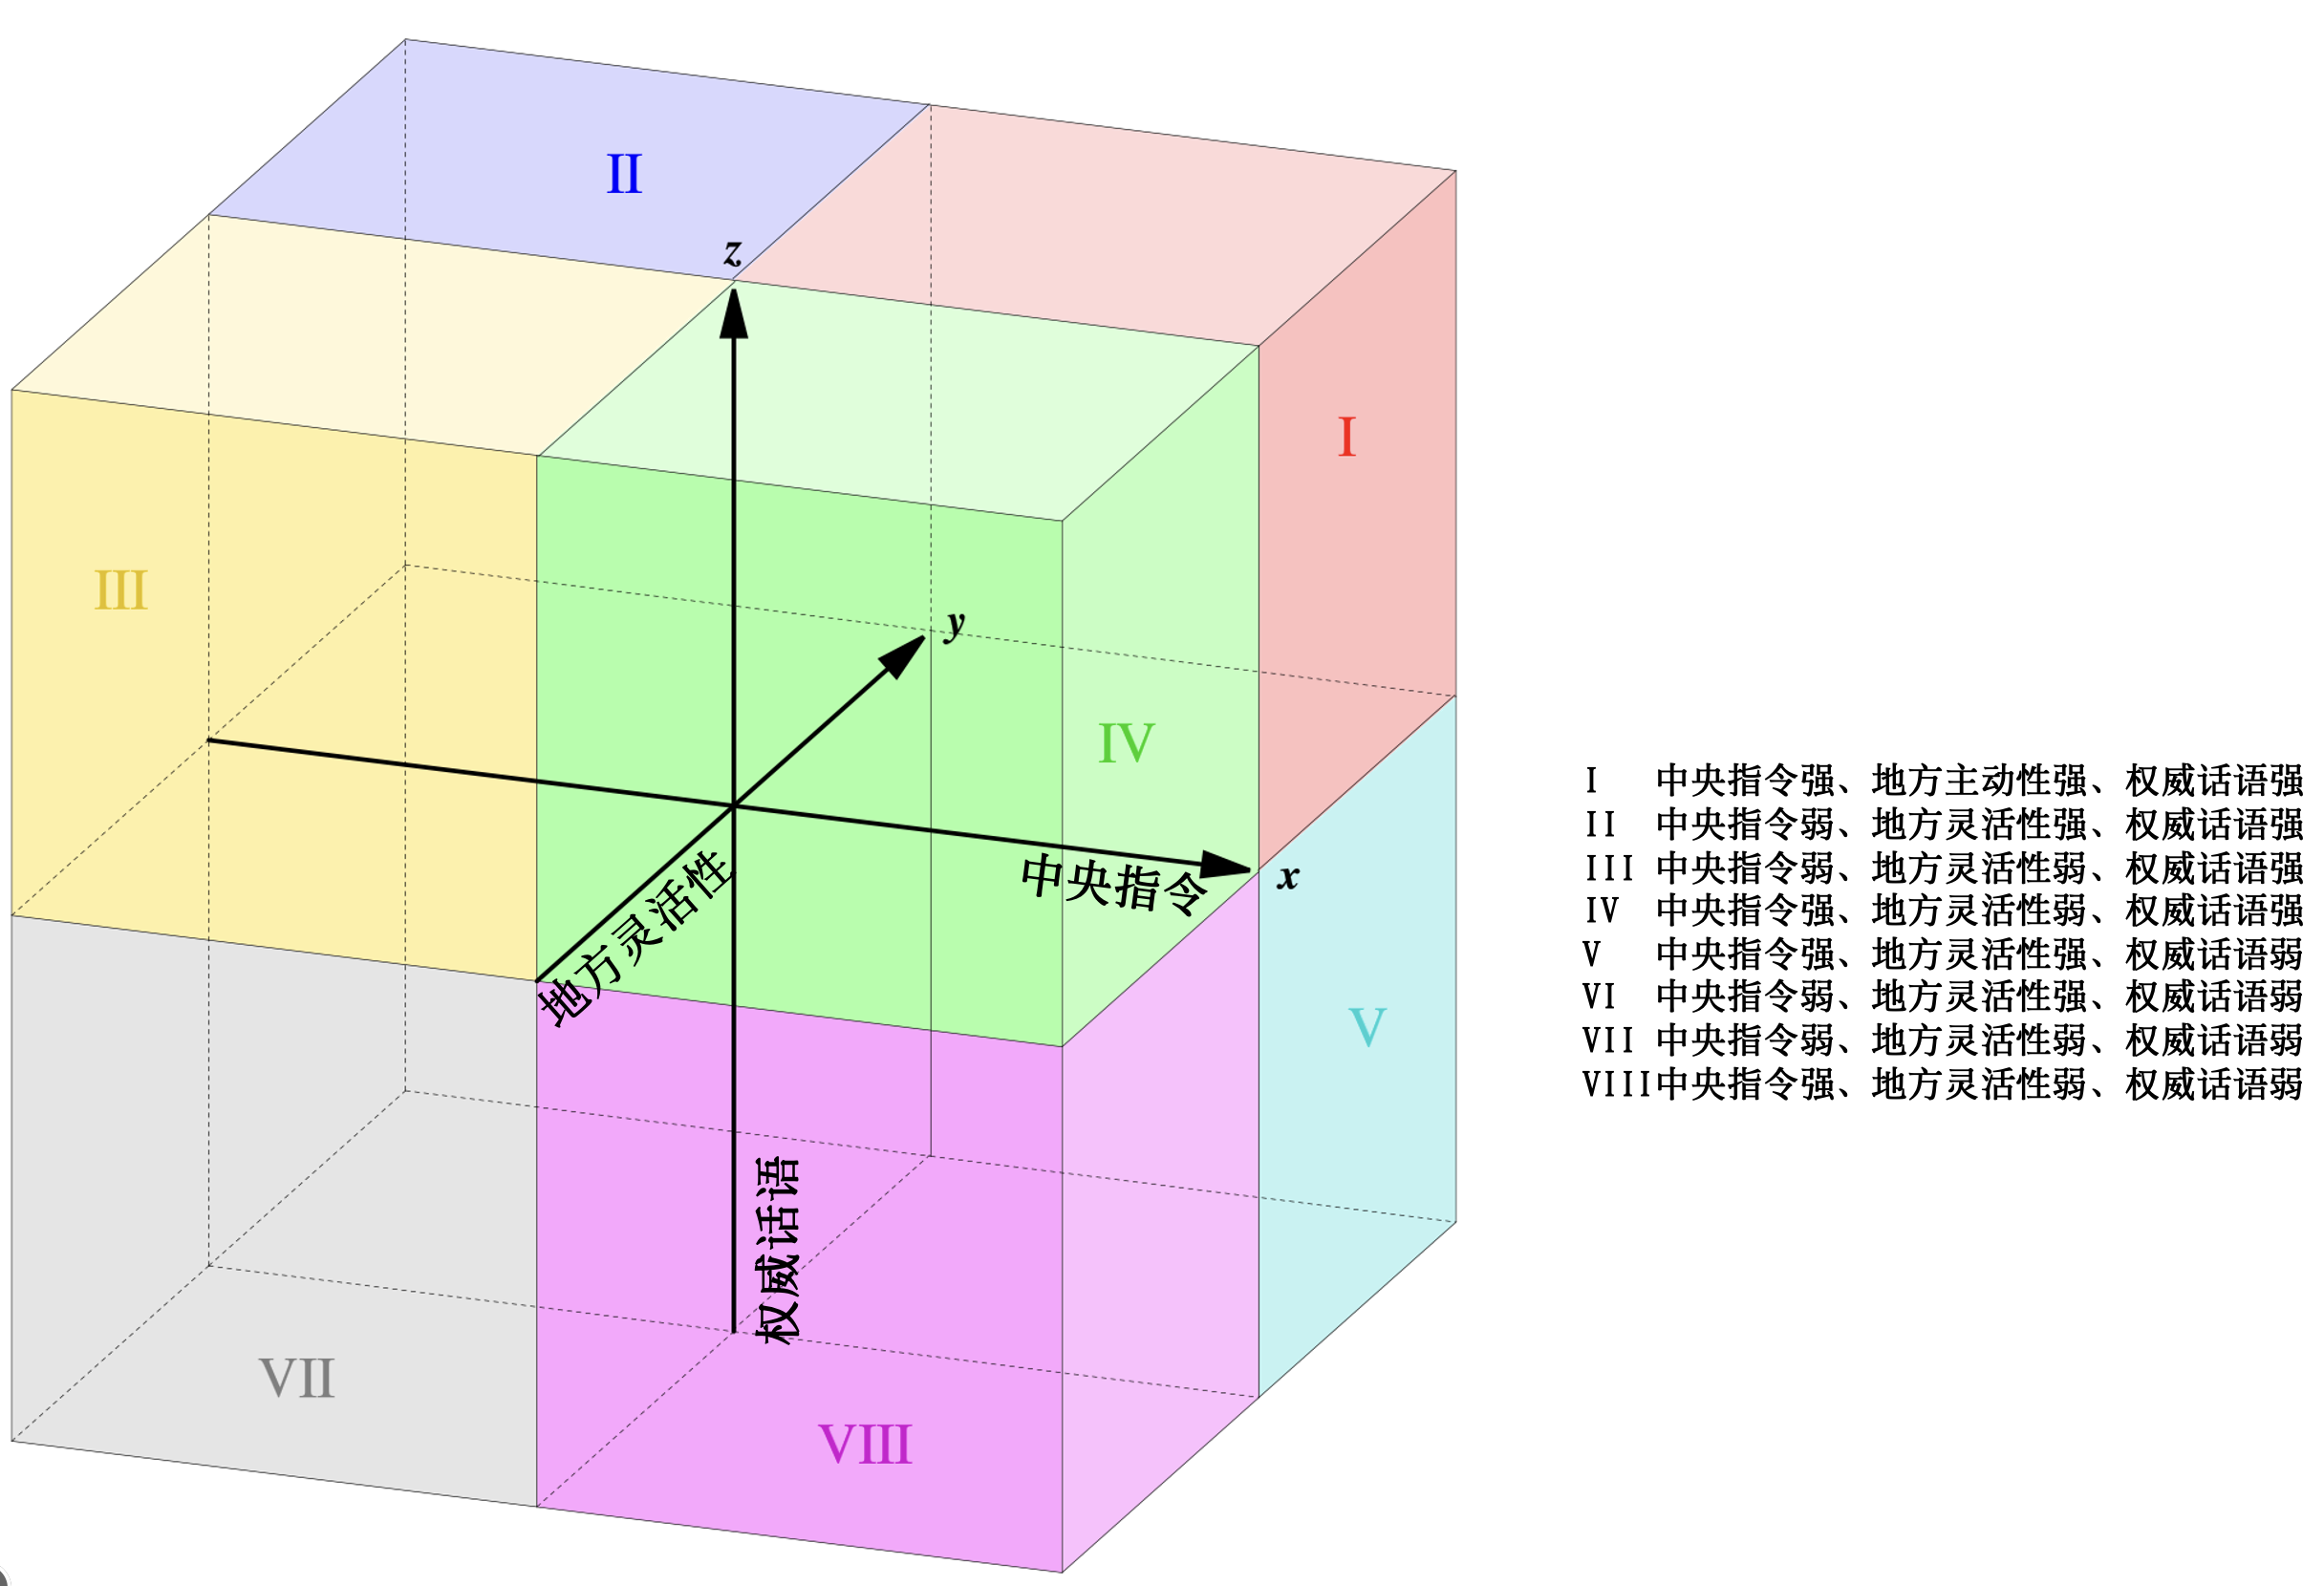 II
z
I
III
y
IV
x
中央指令
地方灵活性
V
权威话语
VII
VIII
I 中央指令强、地方主动性强、权威话语强
II 中央指令弱、地方灵活性强、权威话语强
III 中央指令弱、地方灵活性弱、权威话语强
IV 中央指令强、地方灵活性弱、权威话语强
V 中央指令强、地方灵活性强、权威话语弱
VI 中央指令弱、地方灵活性强、权威话语弱
VII 中央指令弱、地方灵活性弱、权威话语弱
VIII中央指令强、地方灵活性弱、权威话语弱